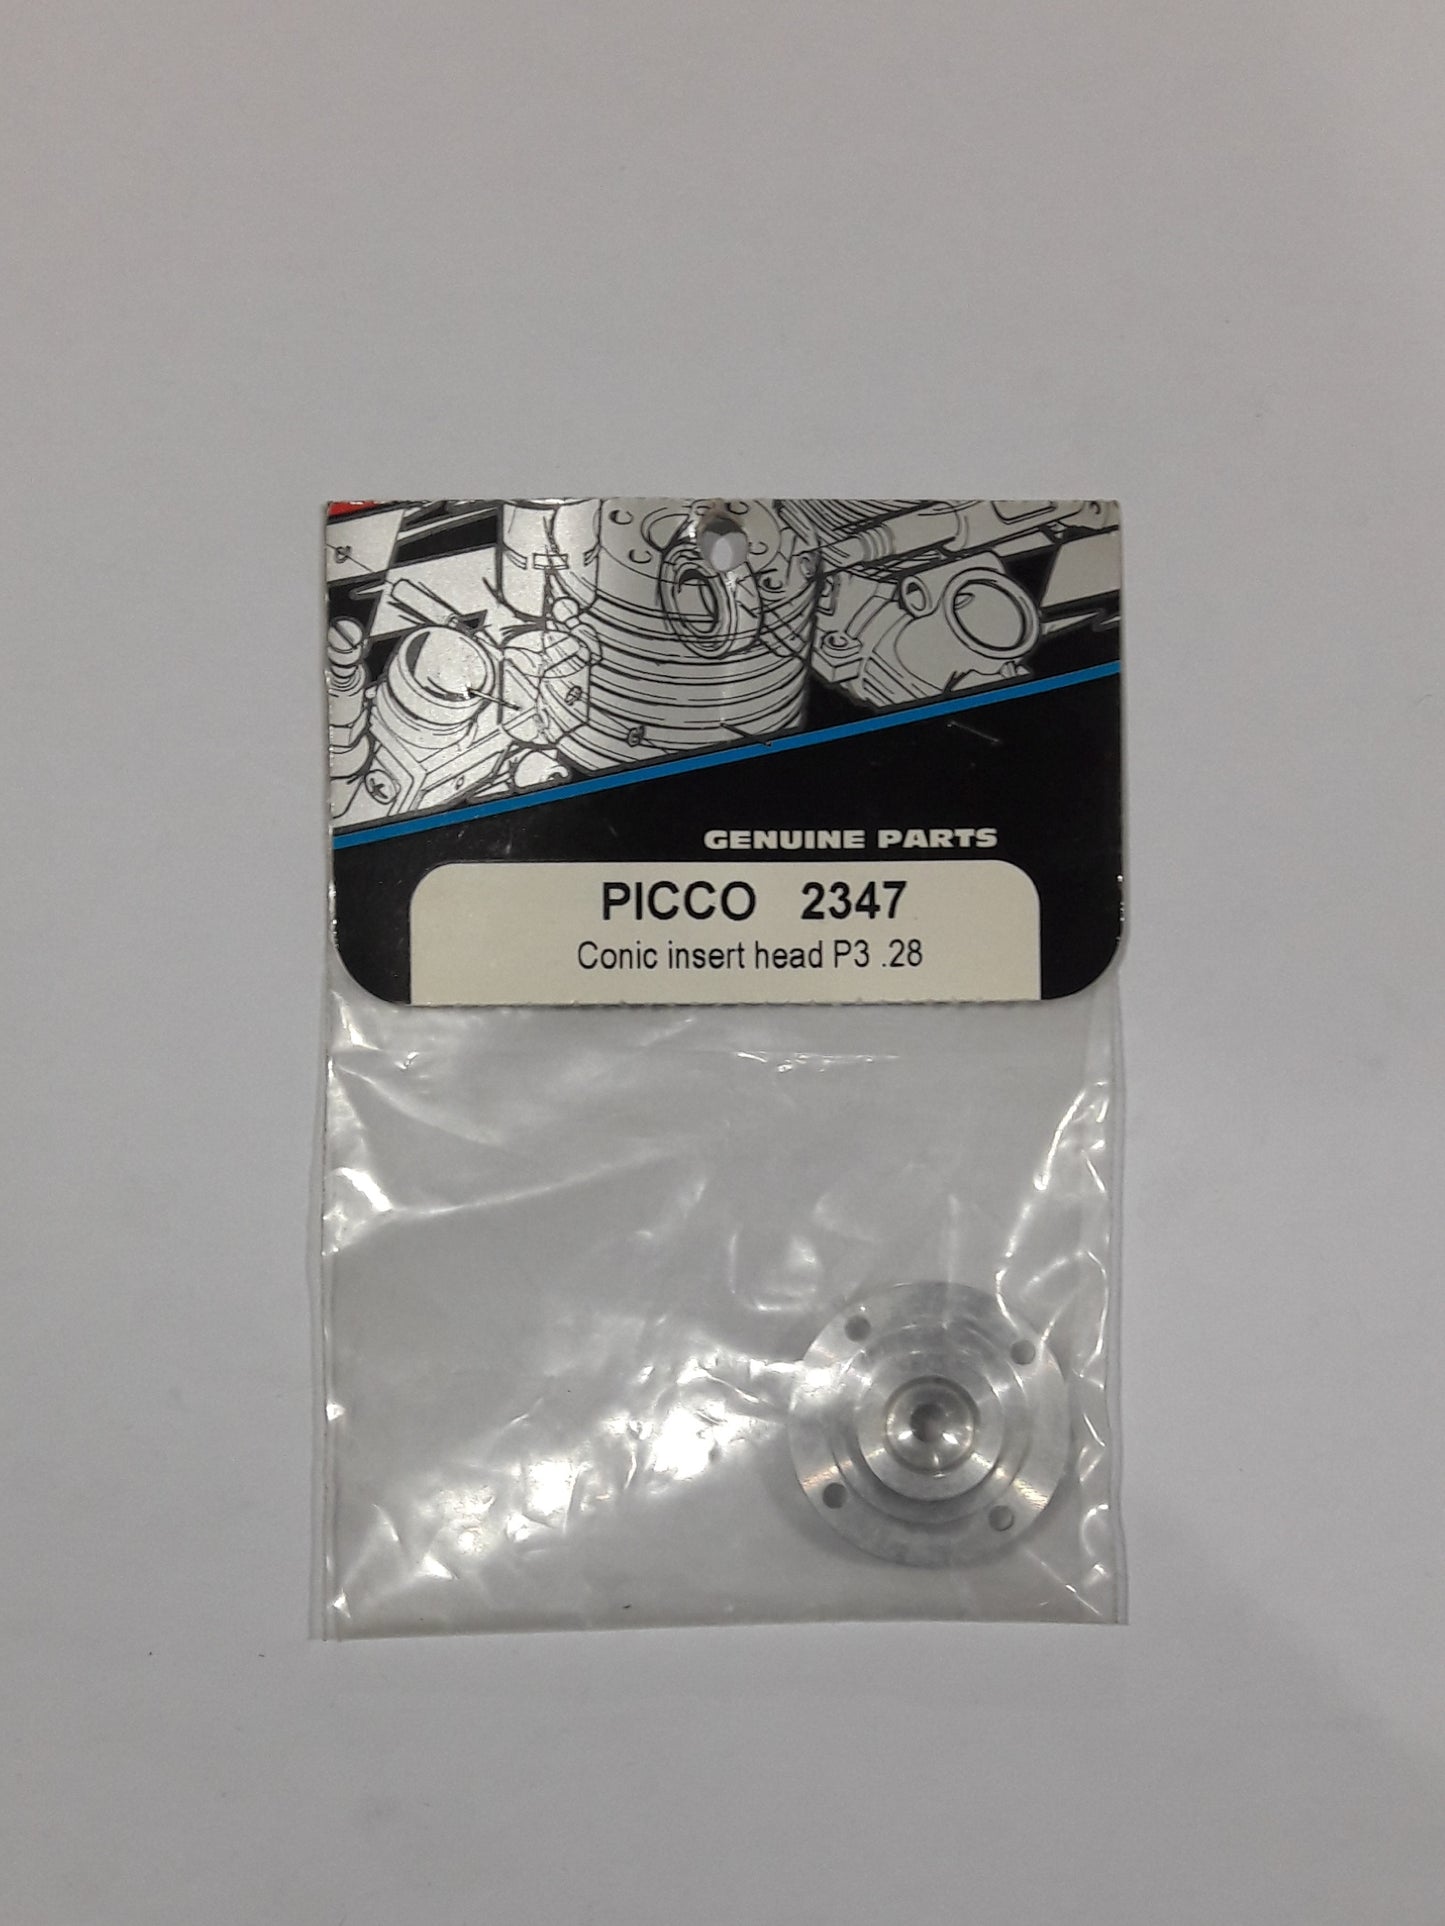 GENUINE PARTS
PICCO 2347
Conic insert head P3 .28